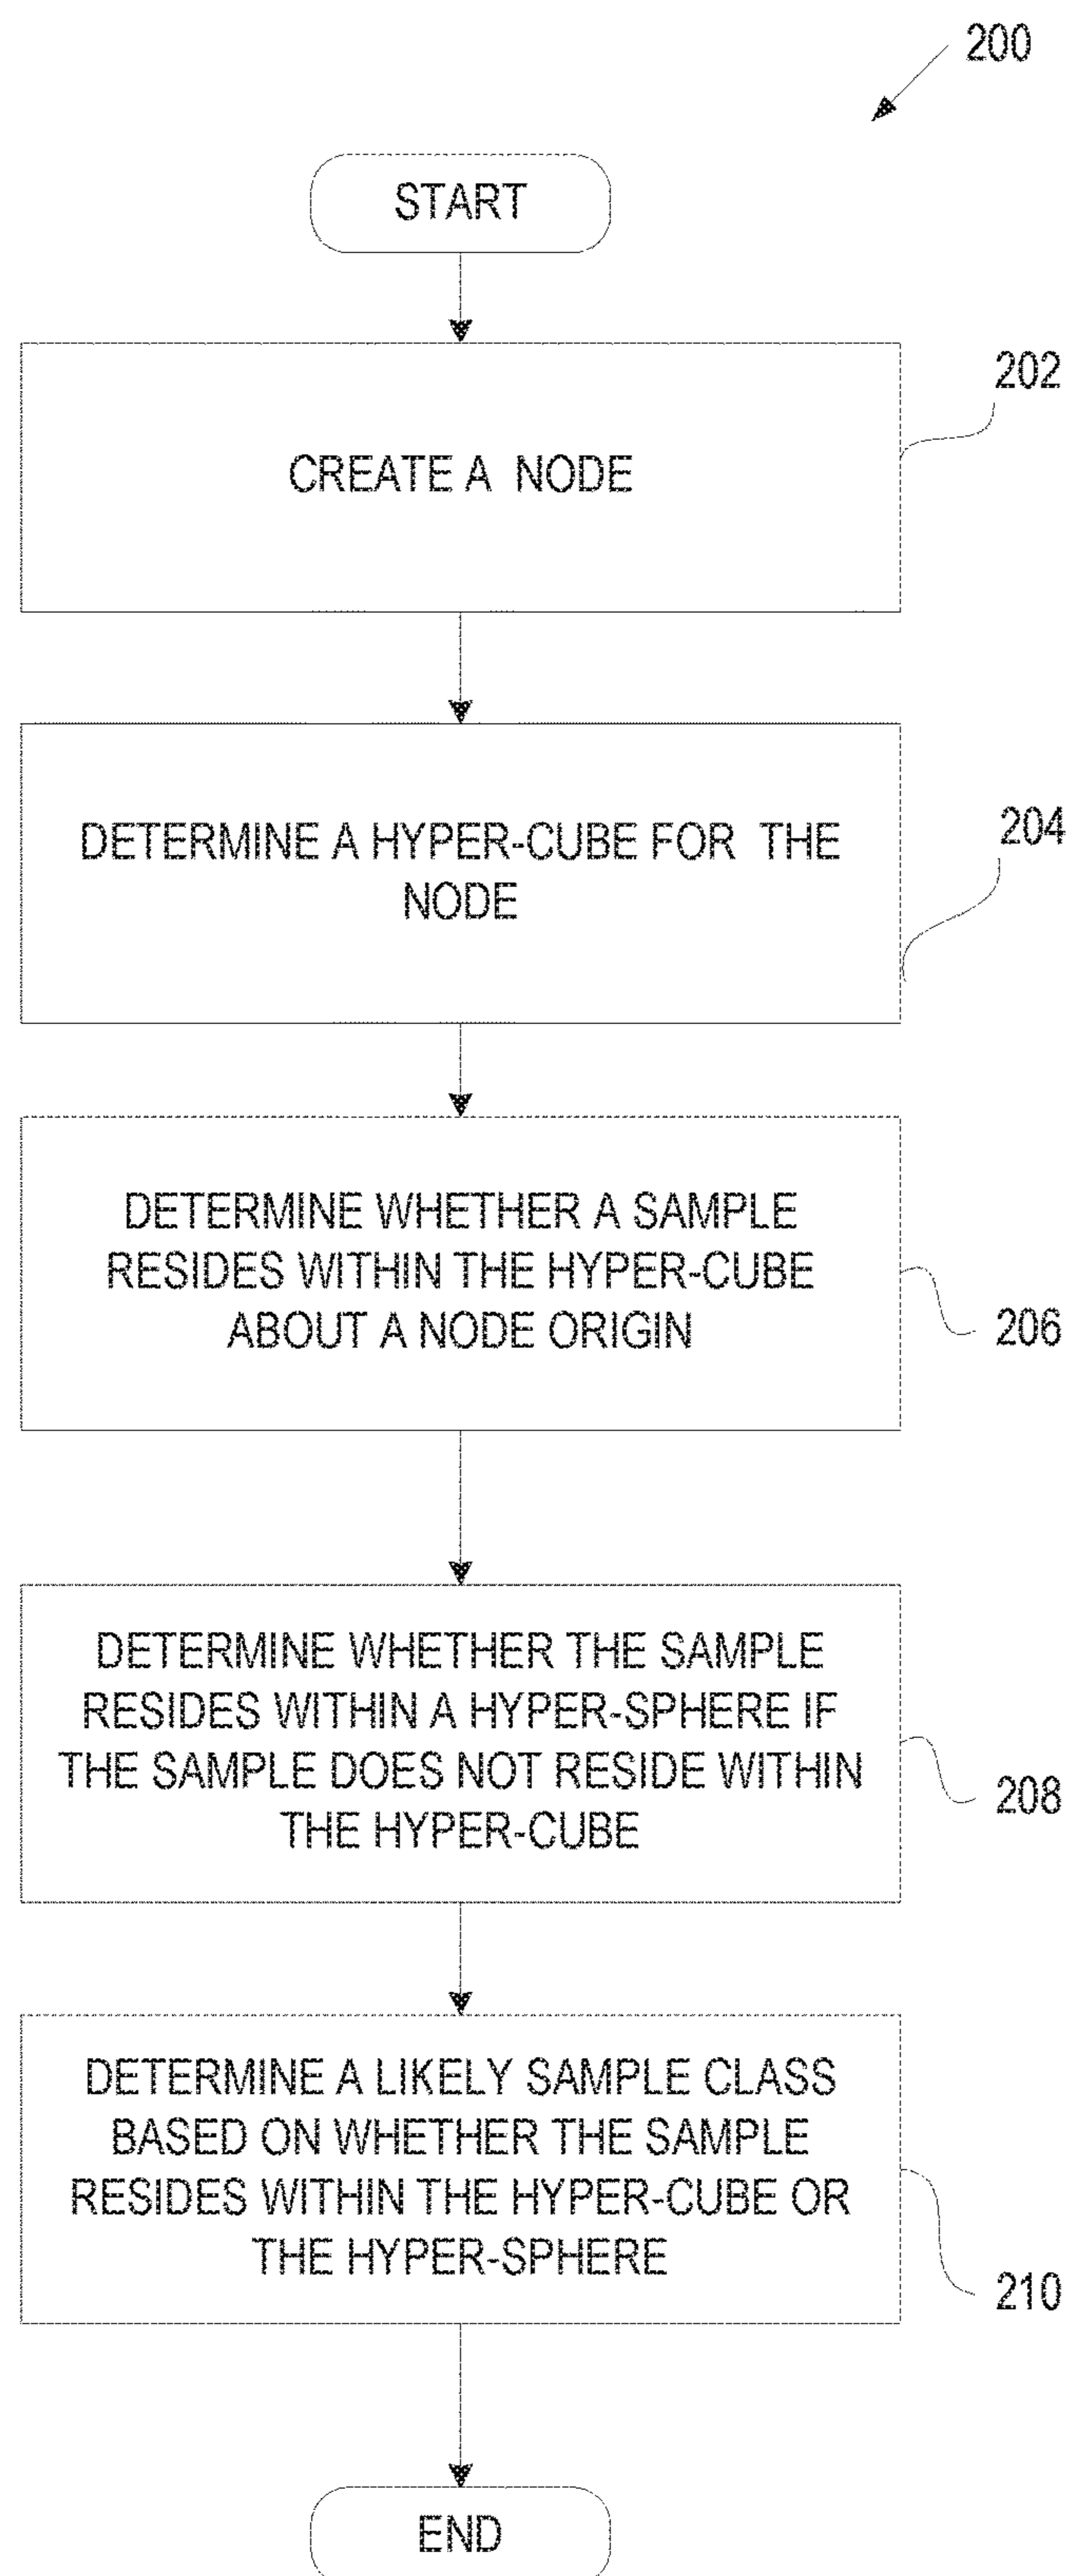 200
START
202
CREATE A NODE
204
DETERMINE A HYPER-CUBE FOR THE
NODE
DETERMINE WHETHER A SAMPLE
RESIDES WITHIN THE HYPER-CUBE
ABOUT A NODE ORIGIN
206
DETERMINE WHETHER THE SAMPLE
RESIDES WITHIN A HYPER-SPHERE IF
THE SAMPLE DOES NOT RESIDE WITHIN
THE HYPER-CUBE
208
DETERMINE A LIKELY SAMPLE CLASS
BASED ON WHETHER THE SAMPLE
RESIDES WITHIN THE HYPER-CUBE OR
THE HYPER-SPHERE
210
END